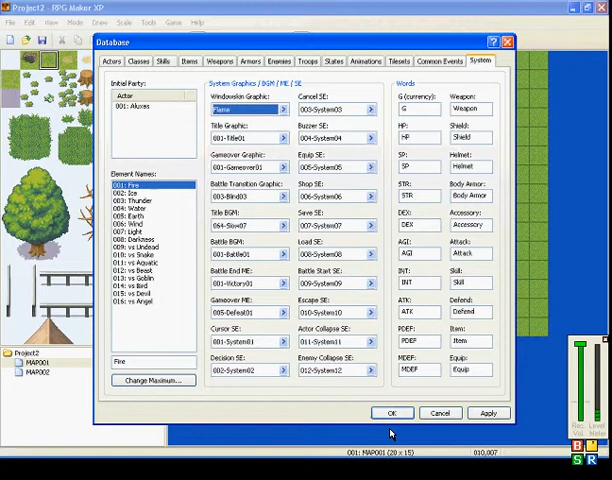 Project2 - RPG Maker XP
File Edit View Mode Draw Scale Tools Game Help
Database
Actors Classes Skills Items Weapons Armors Enemies Troops States Animations Tilesets Common Events System
Initial Party:
Actor
001: Aluxes
Element Names:
001: Fire
002: Ice
003: Thunder
004: Water
005: Earth
006: Wind
007: Light
008: Darkness
009: vs Undead
010: vs Snake
011: vs Aquatic
012: vs Beast
013: vs Goblin
014: vs Bird
015: vs Devil
016: vs Angel
Fire
Change Maximum...
System Graphics / BGM / ME / SE
Windowskin Graphic: Cancel SE:
Flama 003-System03
Title Graphic: Buzzer SE:
001-Title01 004-System04
Gameover Graphic: Equip SE:
001-Gameover01 005-System05
Battle Transition Graphic: Shop SE:
003-Blind03 006-System06
Title BGM: Save SE:
064-Slow07 007-System07
Battle BGM: Load SE:
001-Battle01 008-System08
Battle End ME: Battle Start SE:
001-Victory01 009-System09
Gameover ME: Escape SE:
005-Defeat01 010-System10
Cursor SE: Actor Collapse SE:
001-System01 011-System11
Decision SE: Enemy Collapse SE:
002-System02 012-System12
Words
G (currency): Weapon:
G Weapon
HP: Shield:
HP Shield
SP: Helmet:
SP Helmet
STR: Body Armor:
STR Body Armor
DEX: Accessory:
DEX Accessory
AGI: Attack:
AGI Attack
INT: Skill:
INT Skill
ATK: Defend:
ATK Defend
PDEF: Item:
PDEF Item
MDEF: Equip:
MDEF Equip
OK Cancel Apply
Project2
MAP001
MAP002
001: MAP001 (20 x 15) 010,007
Rec. Vol
Level Meter
B
S R